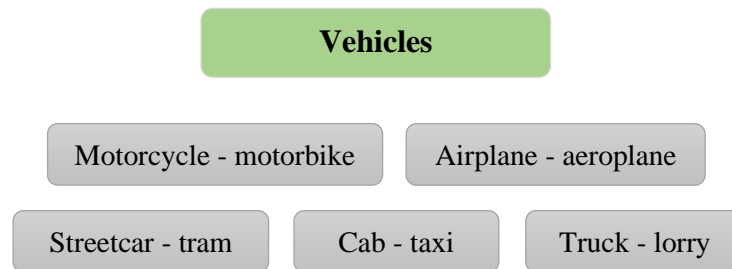 Vehicles
Motorcycle - motorbike
Airplane - aeroplane
Streetcar - tram
Cab - taxi
Truck - lorry